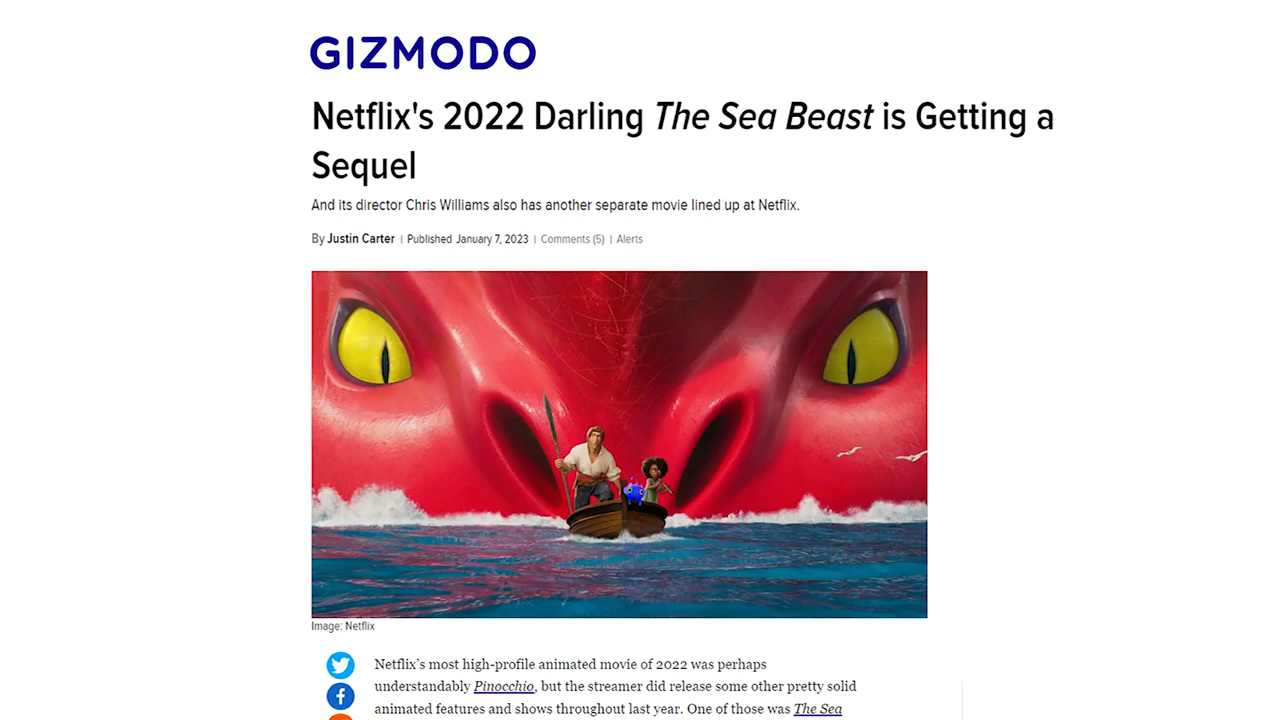 GIZMODO
Netflix's 2022 Darling The Sea Beast is Getting a
Sequel
And its director Chris Williams also has another separate movie lined up at Netflix.
By Justin Carter | Published January 7, 2023 | Comments (5) | Alerts
Image: Netflix
Netflix’s most high-profile animated movie of 2022 was perhaps
understandably Pinocchio, but the streamer did release some other pretty solid
animated features and shows throughout last year. One of those was The Sea